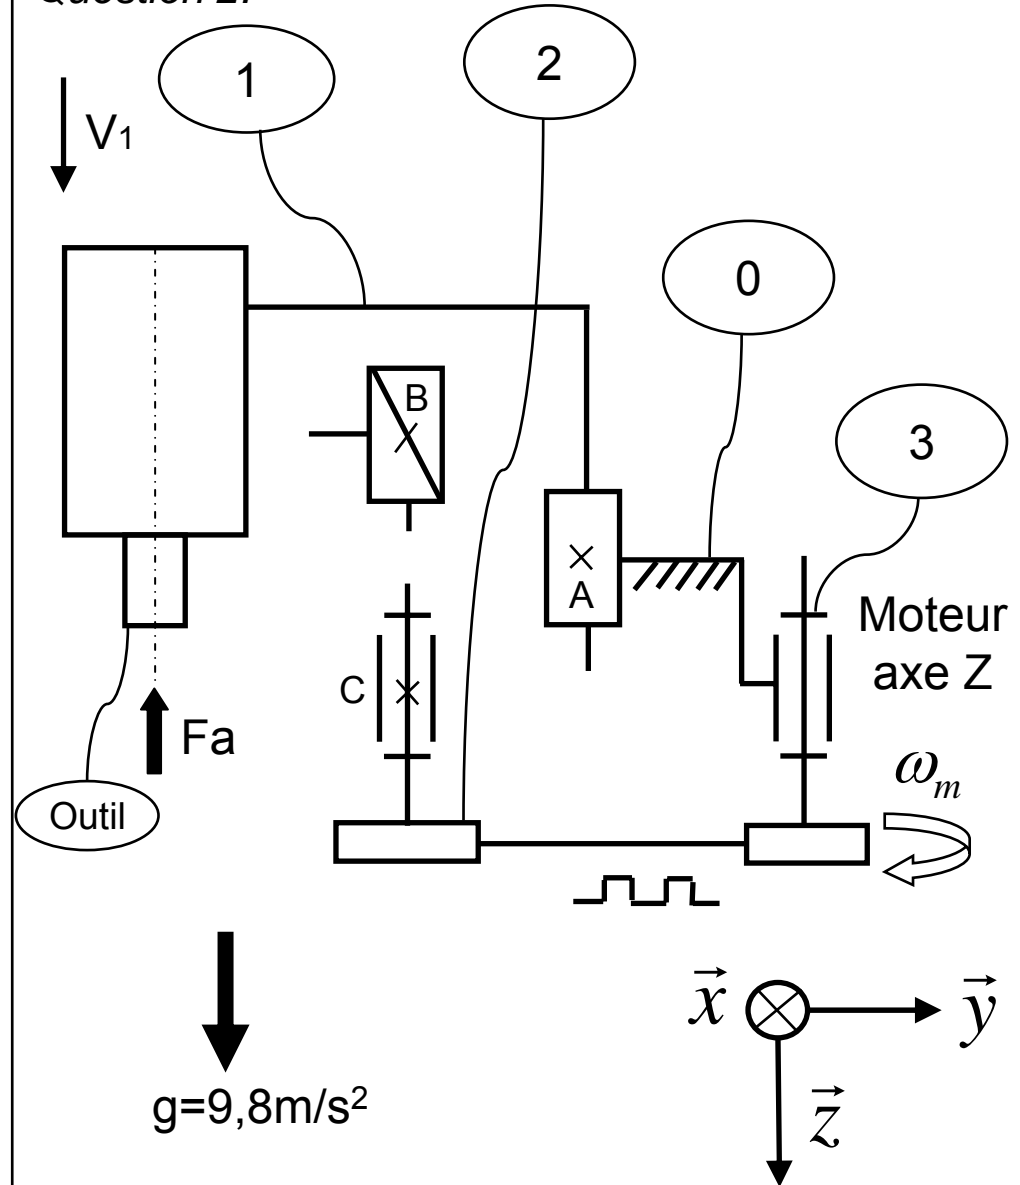 Question 2:
1
2
V1
0
B
3
A
Moteur
axe Z
C
Fa
ωm
Outil
x y
g=9,8m/s2
z